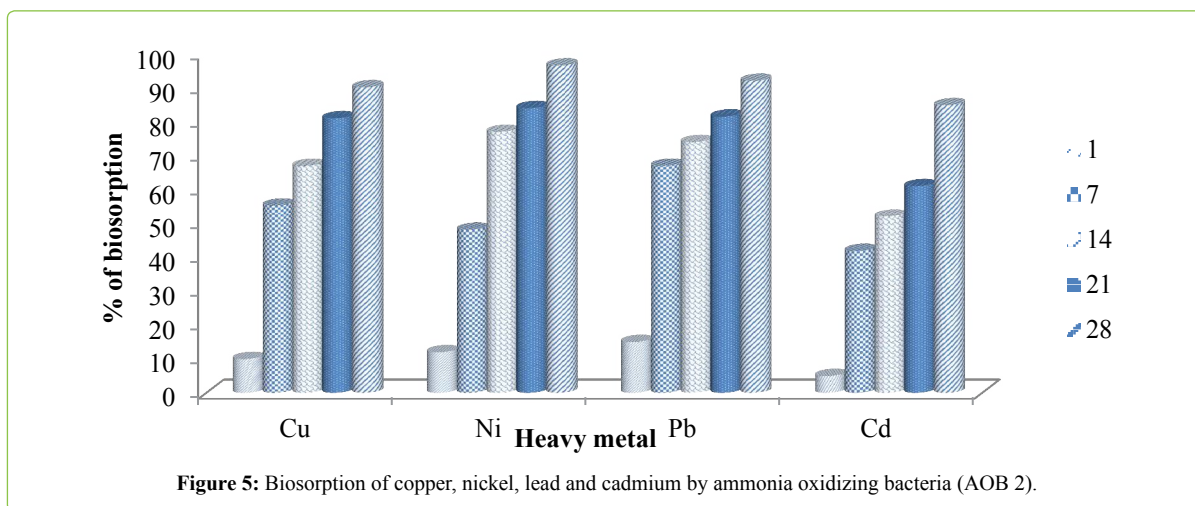 100
90
80
70
60
50
40
30
20
10
0
% of biosorption
Cu
Ni
Pb
Cd
Heavy metal
1
7
14
21
28
Figure 5: Biosorption of copper, nickel, lead and cadmium by ammonia oxidizing bacteria (AOB 2).